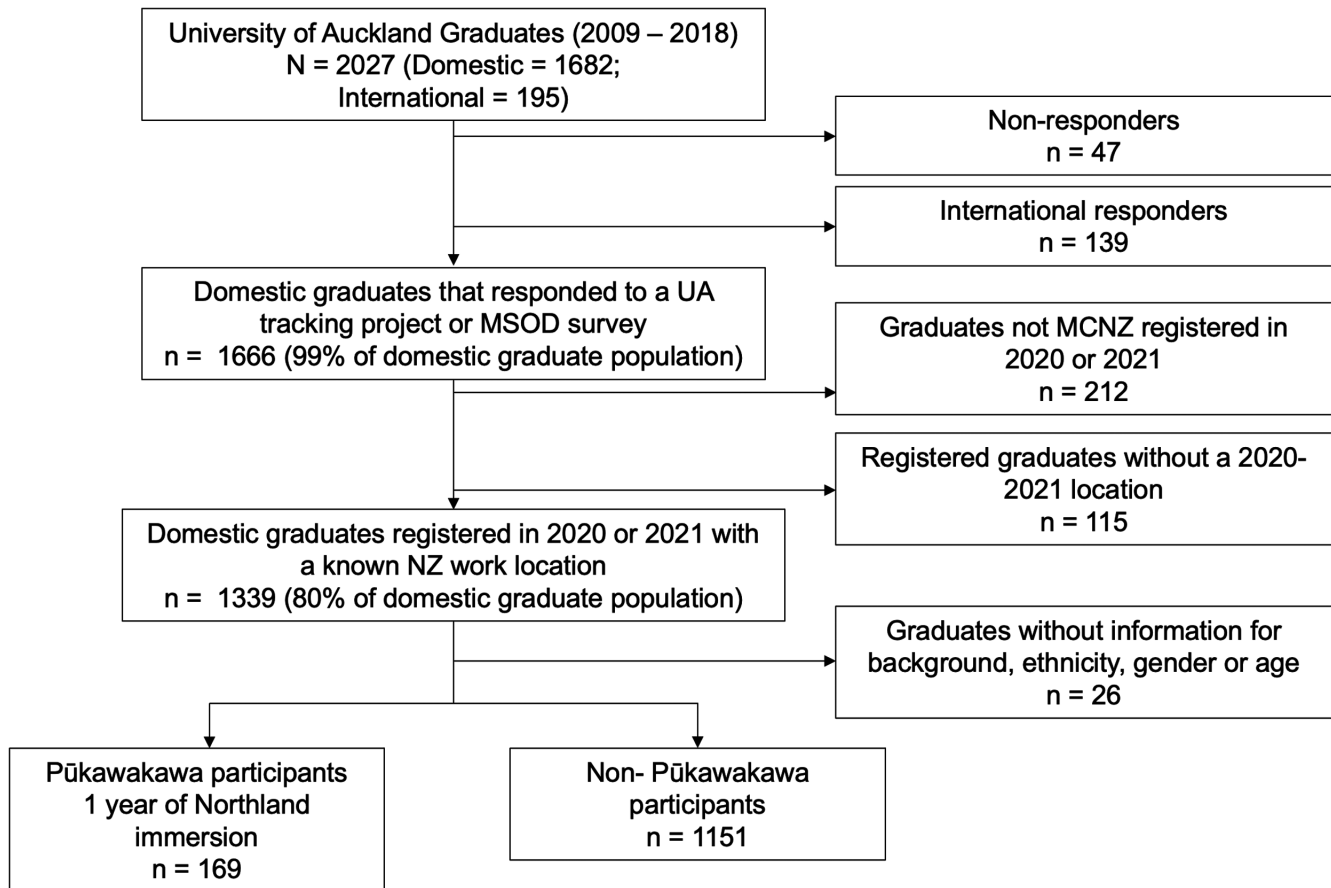 University of Auckland Graduates (2009 – 2018)
N = 2027 (Domestic = 1682;
International = 195)
Non-responders
n = 47
International responders
n = 139
Domestic graduates that responded to a UA
tracking project or MSOD survey
n =  1666 (99% of domestic graduate population)
Graduates not MCNZ registered in
2020 or 2021
n = 212
Registered graduates without a 2020-
2021 location
n = 115
Domestic graduates registered in 2020 or 2021 with
a known NZ work location
n =  1339 (80% of domestic graduate population)
Graduates without information for
background, ethnicity, gender or age
n = 26
Pūkawakawa participants
1 year of Northland
immersion
n = 169
Non- Pūkawakawa
participants
n = 1151